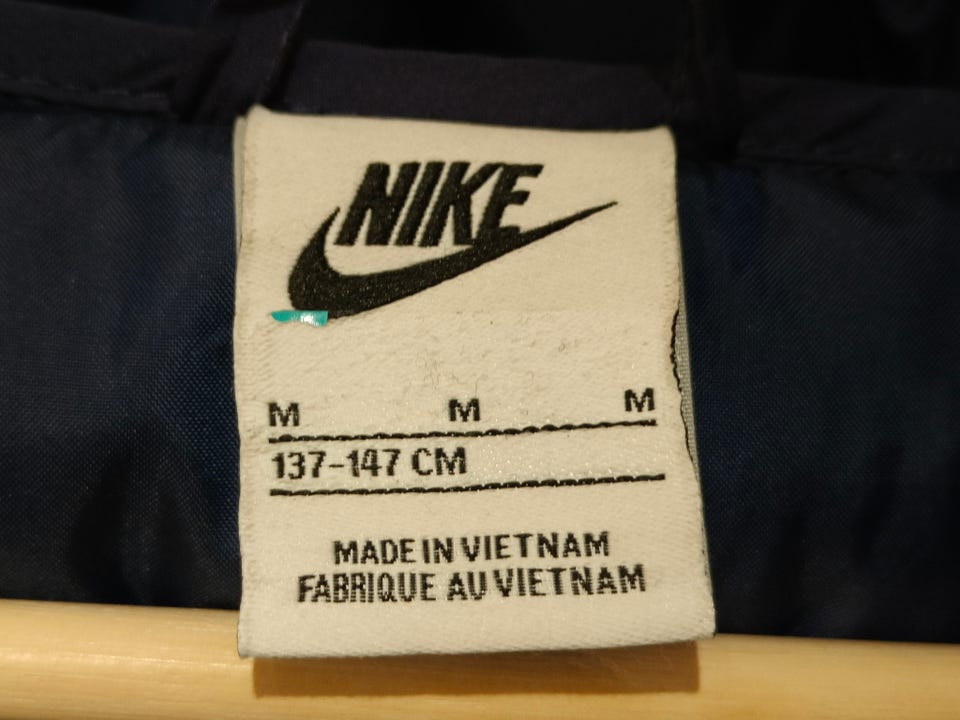 NIKE
M M M
137-147 CM
MADE IN VIETNAM
FABRIQUE AU VIETNAM